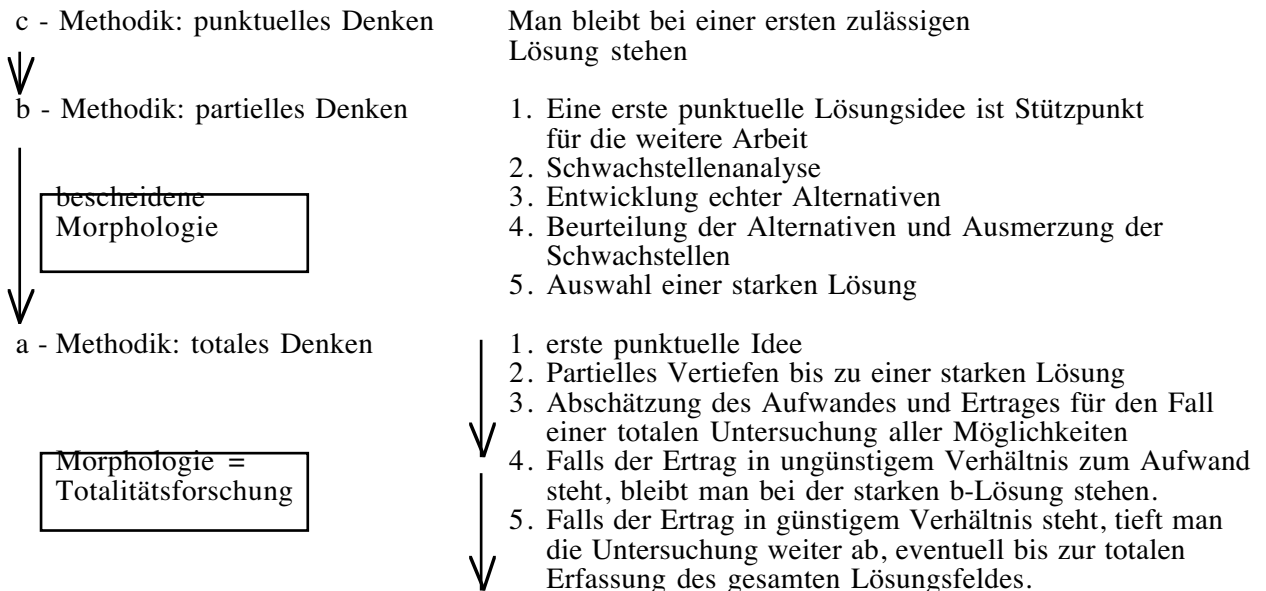 c - Methodik: punktuelles Denken
Man bleibt bei einer ersten zulässigen
Lösung stehen
b - Methodik: partielles Denken
1. Eine erste punktuelle Lösungsidee ist Stützpunkt
für die weitere Arbeit
2. Schwachstellenanalyse
3. Entwicklung echter Alternativen
4. Beurteilung der Alternativen und Ausmerzung der
Schwachstellen
5. Auswahl einer starken Lösung
bescheidene
Morphologie
a - Methodik: totales Denken
1. erste punktuelle Idee
2. Partielles Vertiefen bis zu einer starken Lösung
3. Abschätzung des Aufwandes und Ertrages für den Fall
einer totalen Untersuchung aller Möglichkeiten
4. Falls der Ertrag in ungünstigem Verhältnis zum Aufwand
steht, bleibt man bei der starken b-Lösung stehen.
5. Falls der Ertrag in günstigem Verhältnis steht, tieft man
die Untersuchung weiter ab, eventuell bis zur totalen
Erfassung des gesamten Lösungsfeldes.
Morphologie =
Totalitätsforschung